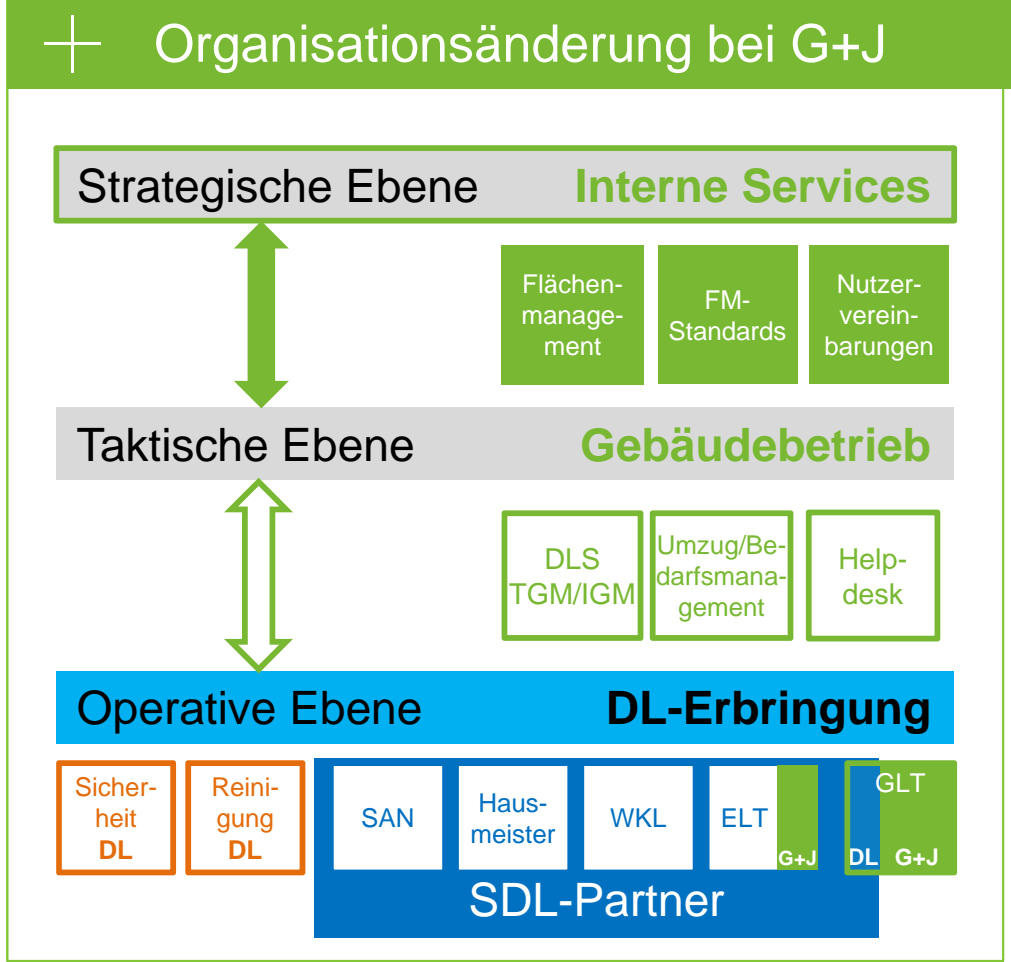 Organisationsänderung bei G+J
Strategische Ebene Interne Services
Flächen-
manage-
ment
FM-
Standards
Nutzer-
verein-
barungen
Taktische Ebene Gebäudebetrieb
DLS
TGM/IGM
Umzug/Be-
darfsmana-
gement
Help-
desk
Operative Ebene DL-Erbringung
Sicher-
heit
DL
Reini-
gung
DL
SAN
Haus-
meister
WKL
ELT
G+J
GLT
DL G+J
SDL-Partner